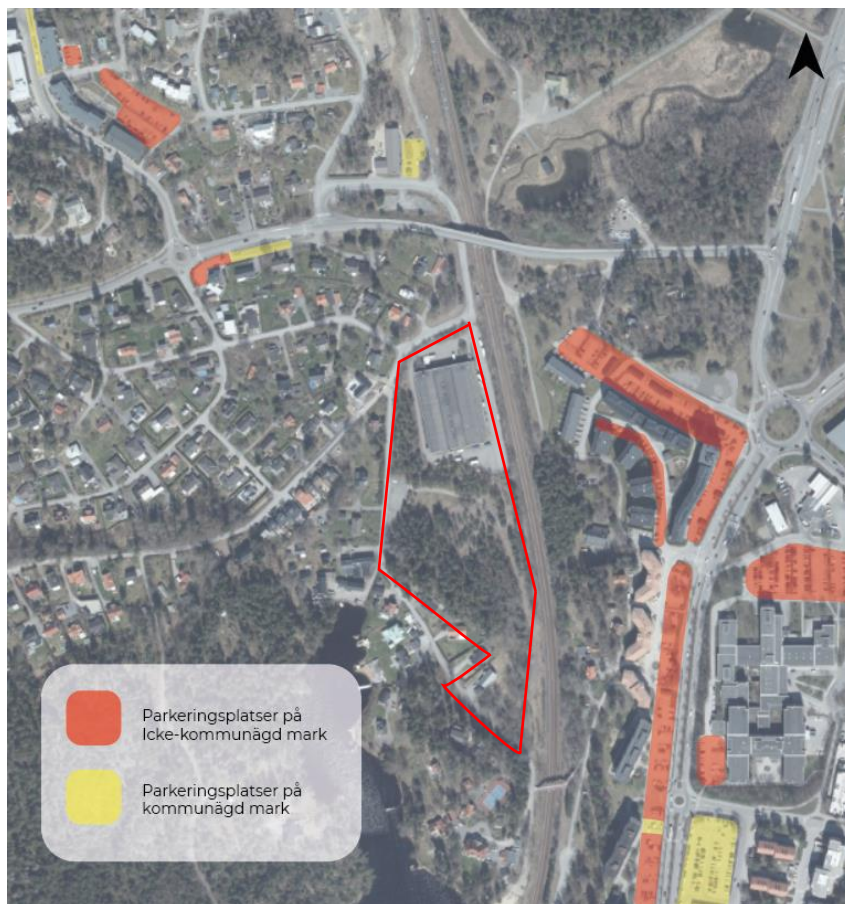 Parkeringsplatser på
Icke-kommunägd mark
Parkeringsplatser på
kommunägd mark